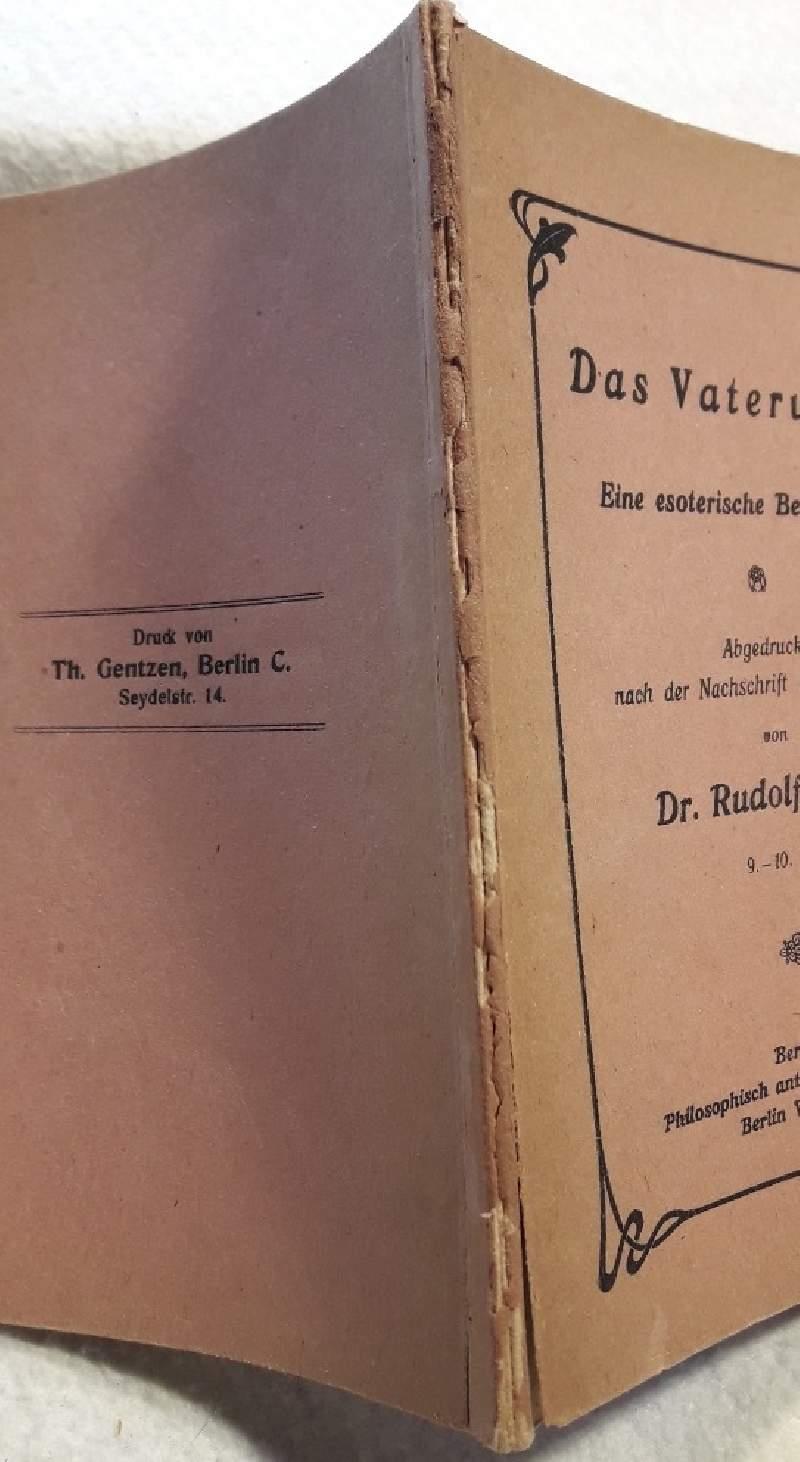 Druck von
Th. Gentzen, Berlin C.
Seydelstr. 14.
Das Vateru
Eine esoterische Be
Abgedruck
nach der Nachschrift
von
Dr. Rudolf
9.–10.
Ber
Philosophisch ant
Berlin